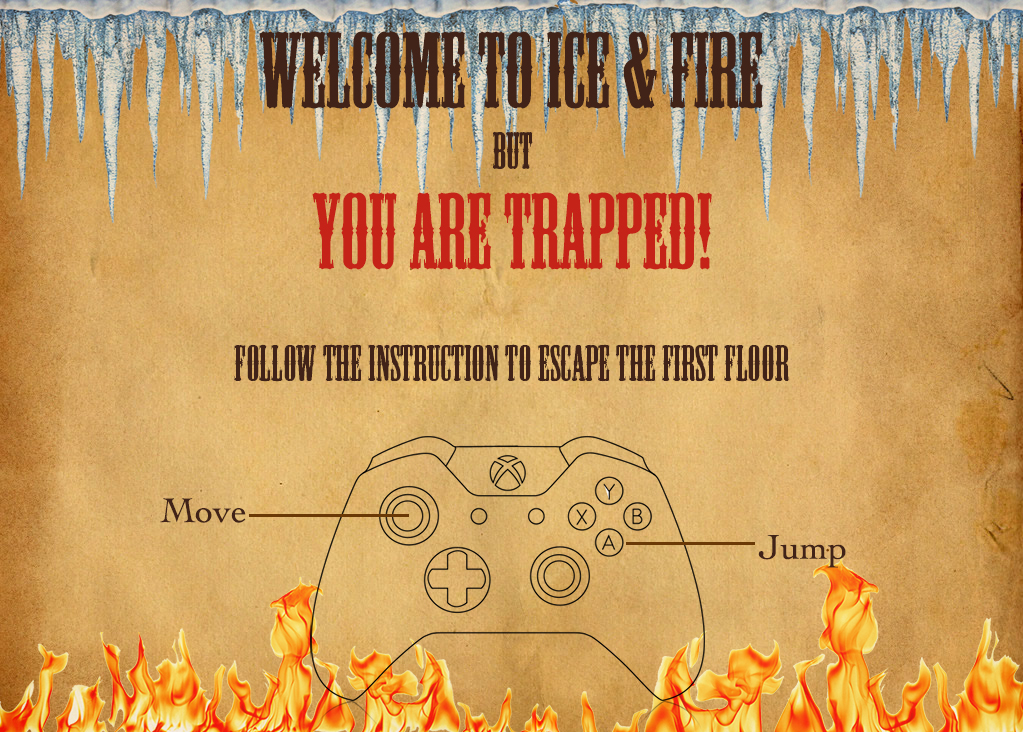 WELCOME TO ICE & FIRE
BUT
YOU ARE TRAPPED!
FOLLOW THE INSTRUCTION TO ESCAPE THE FIRST FLOOR
Y
Move
X B
A
Jump